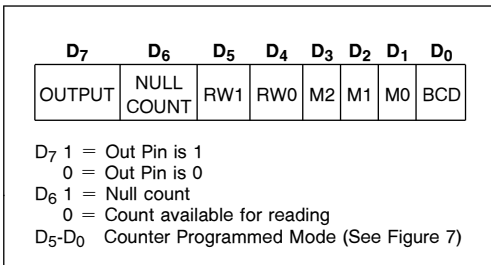 D7 D6 D5 D4 D3 D2 D1 D0
OUTPUT NULL COUNT RW1 RW0 M2 M1 M0 BCD
D7 1 = Out Pin is 1
0 = Out Pin is 0
D6 1 = Null count
0 = Count available for reading
D5-D0 Counter Programmed Mode (See Figure 7)